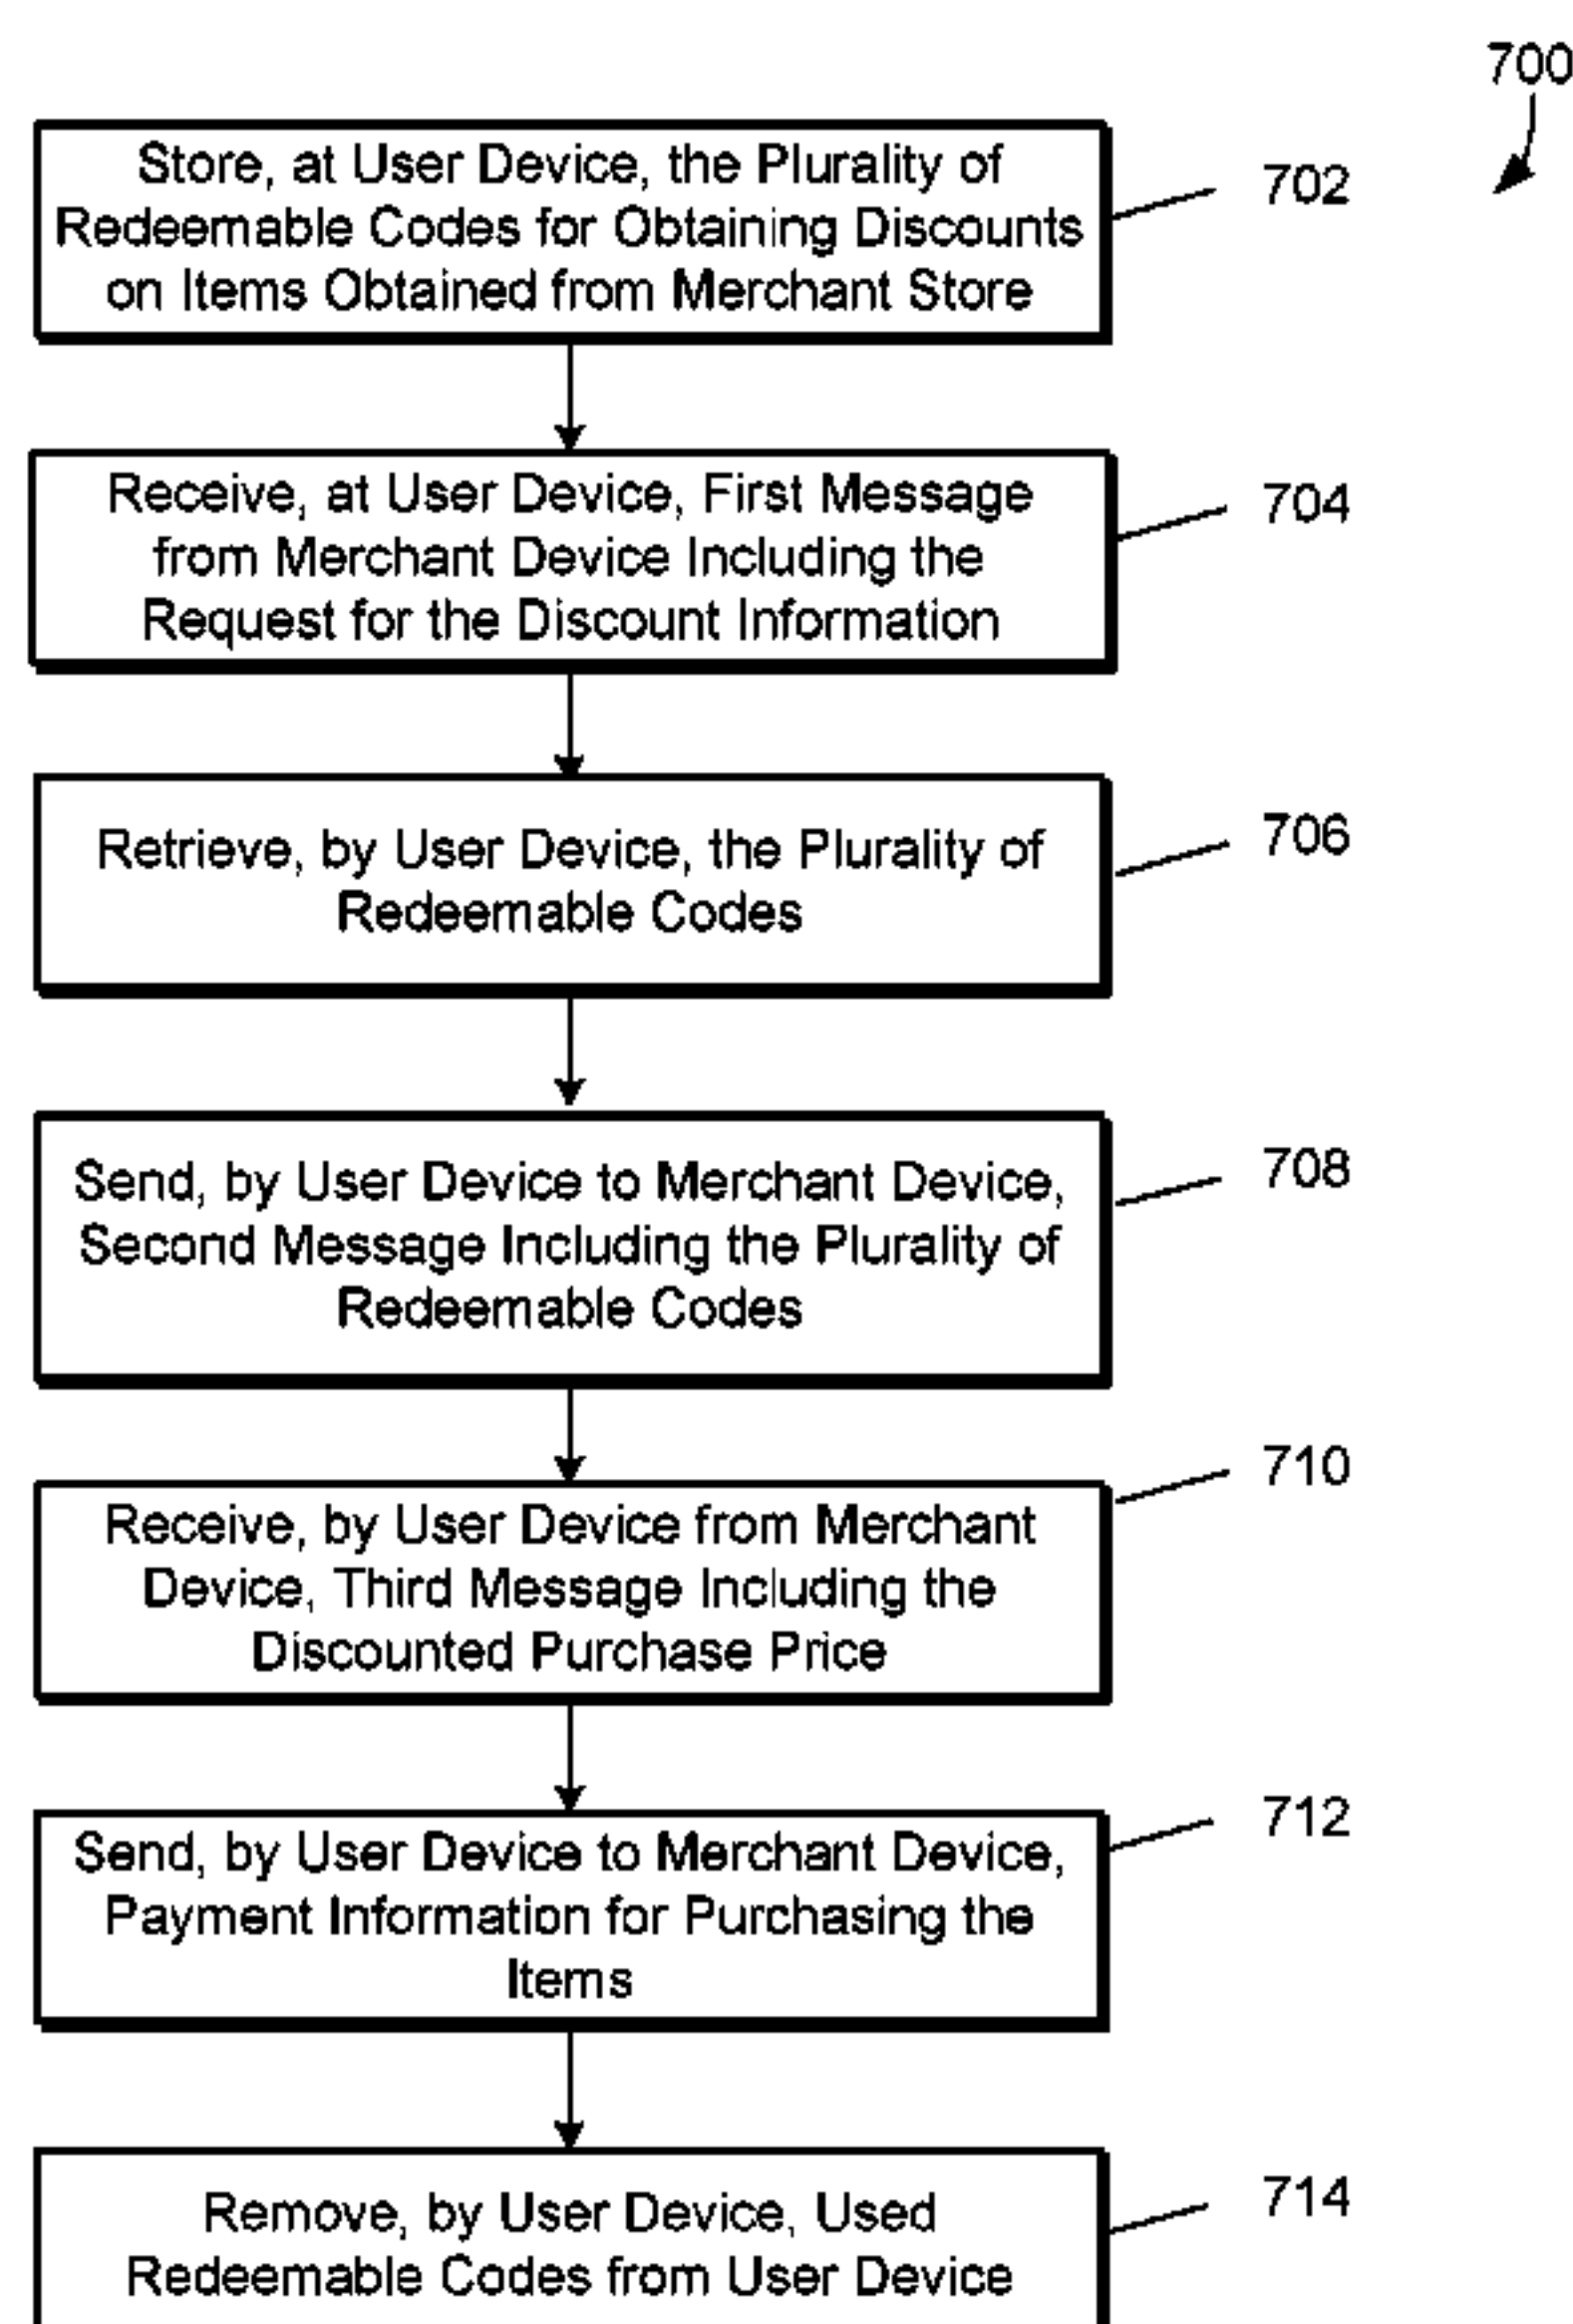 700
Store, at User Device, the Plurality of
Redeemable Codes for Obtaining Discounts
on Items Obtained from Merchant Store
702
Receive, at User Device, First Message
from Merchant Device Including the
Request for the Discount Information
704
Retrieve, by User Device, the Plurality of
Redeemable Codes
706
Send, by User Device to Merchant Device,
Second Message Including the Plurality of
Redeemable Codes
708
Receive, by User Device from Merchant
Device, Third Message Including the
Discounted Purchase Price
710
Send, by User Device to Merchant Device,
Payment Information for Purchasing the
Items
712
Remove, by User Device, Used
Redeemable Codes from User Device
714